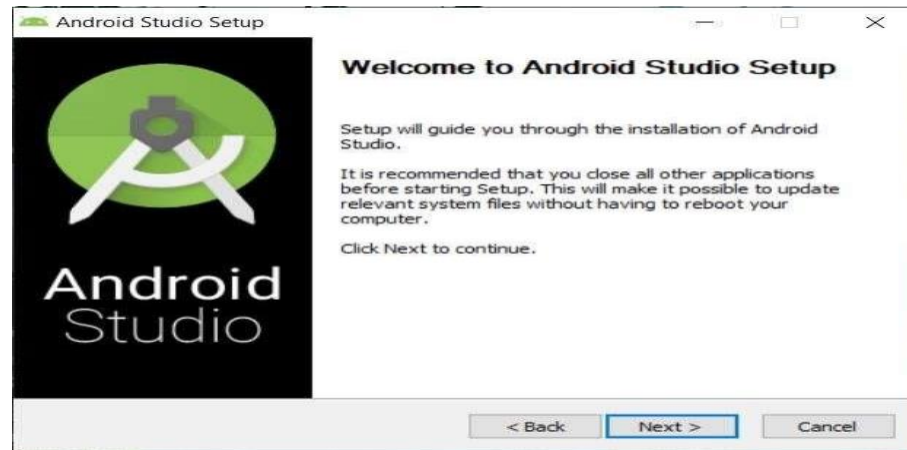 Android Studio Setup
Welcome to Android Studio Setup
Setup will guide you through the installation of Android
Studio.
It is recommended that you close all other applications
before starting Setup. This will make it possible to update
relevant system files without having to reboot your
computer.
Click Next to continue.
Android
Studio
< Back
Next >
Cancel